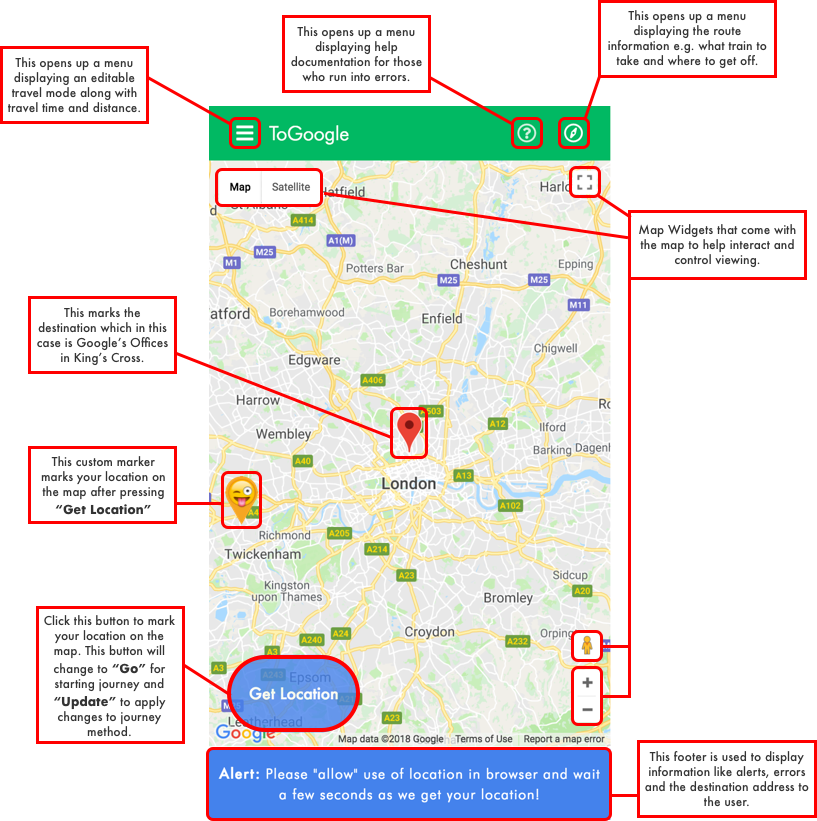 This opens up a menu
displaying the route
information e.g. what train to
take and where to get off.
This opens up a menu
displaying help
documentation for those
who run into errors.
This opens up a menu
displaying an editable
travel mode along with
travel time and distance.
ToGoogle
?
Map
Satellite
atfield
Harlo
d
St Albans
A414
A1(M)
M25
M1
Potters Bar
Cheshunt
Epping
M25
M25
M11
Map Widgets that come with
the map to help interact and
control viewing.
atford
Borehamwood
Enfield
This marks the
destination which in this
case is Google's Offices
in King's Cross.
Chigwell
Edgware
A406
Harrow
A503
Ro
A12
Ilford
Wembley
Barking
Dagenh
A40
A13
London
This custom marker
marks your location on
the map after pressing
“Get Location”
A4
A102
Richmond
A205
A214
Twickenham
A23
Sidcup
A20
Kingston
upon Thames
Bromley
Click this button to mark
your location on the
map. This button will
change to “Go” for
starting journey and
“Update” to apply
changes to journey
method.
A24
A240
Croydon
A232
Orping
A3
A3
A243
Epsom
+
Get Location
−
A23
Leatherhead
Google
Map data ©2018 Google
Terms of Use
Report a map error
Alert: Please "allow" use of location in browser and wait
a few seconds as we get your location!
This footer is used to display
information like alerts, errors
and the destination address to
the user.